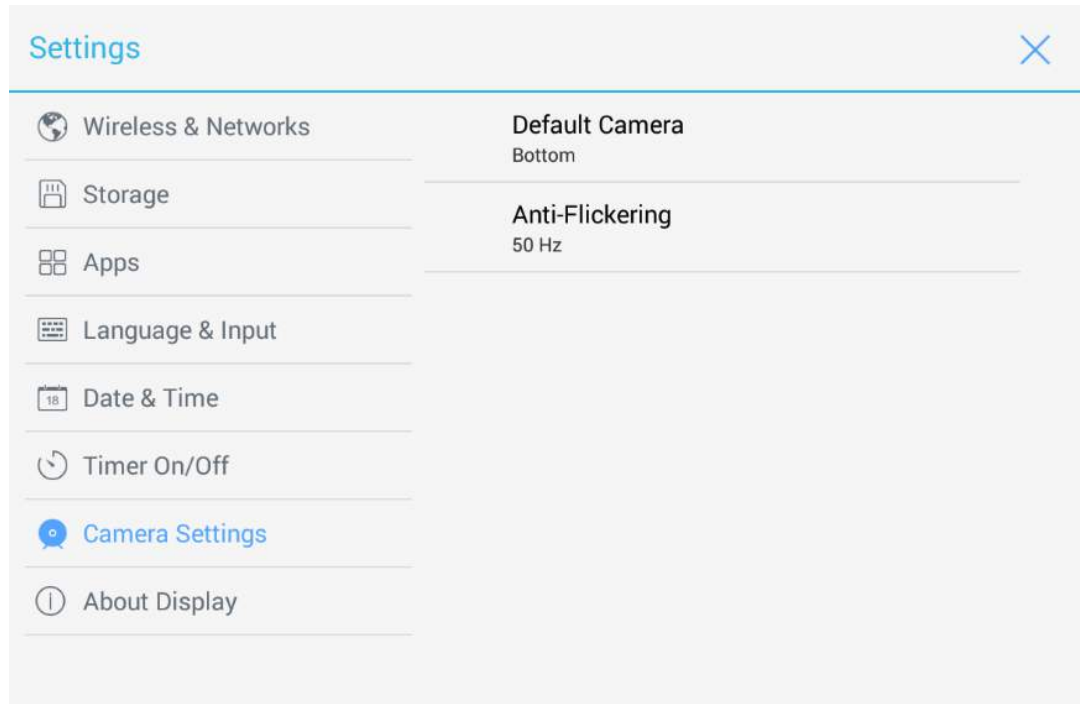 Settings
Wireless & Networks
Storage
Apps
Language & Input
18
Date & Time
Timer On/Off
Camera Settings
About Display
Default Camera
Bottom
Anti-Flickering
50 Hz